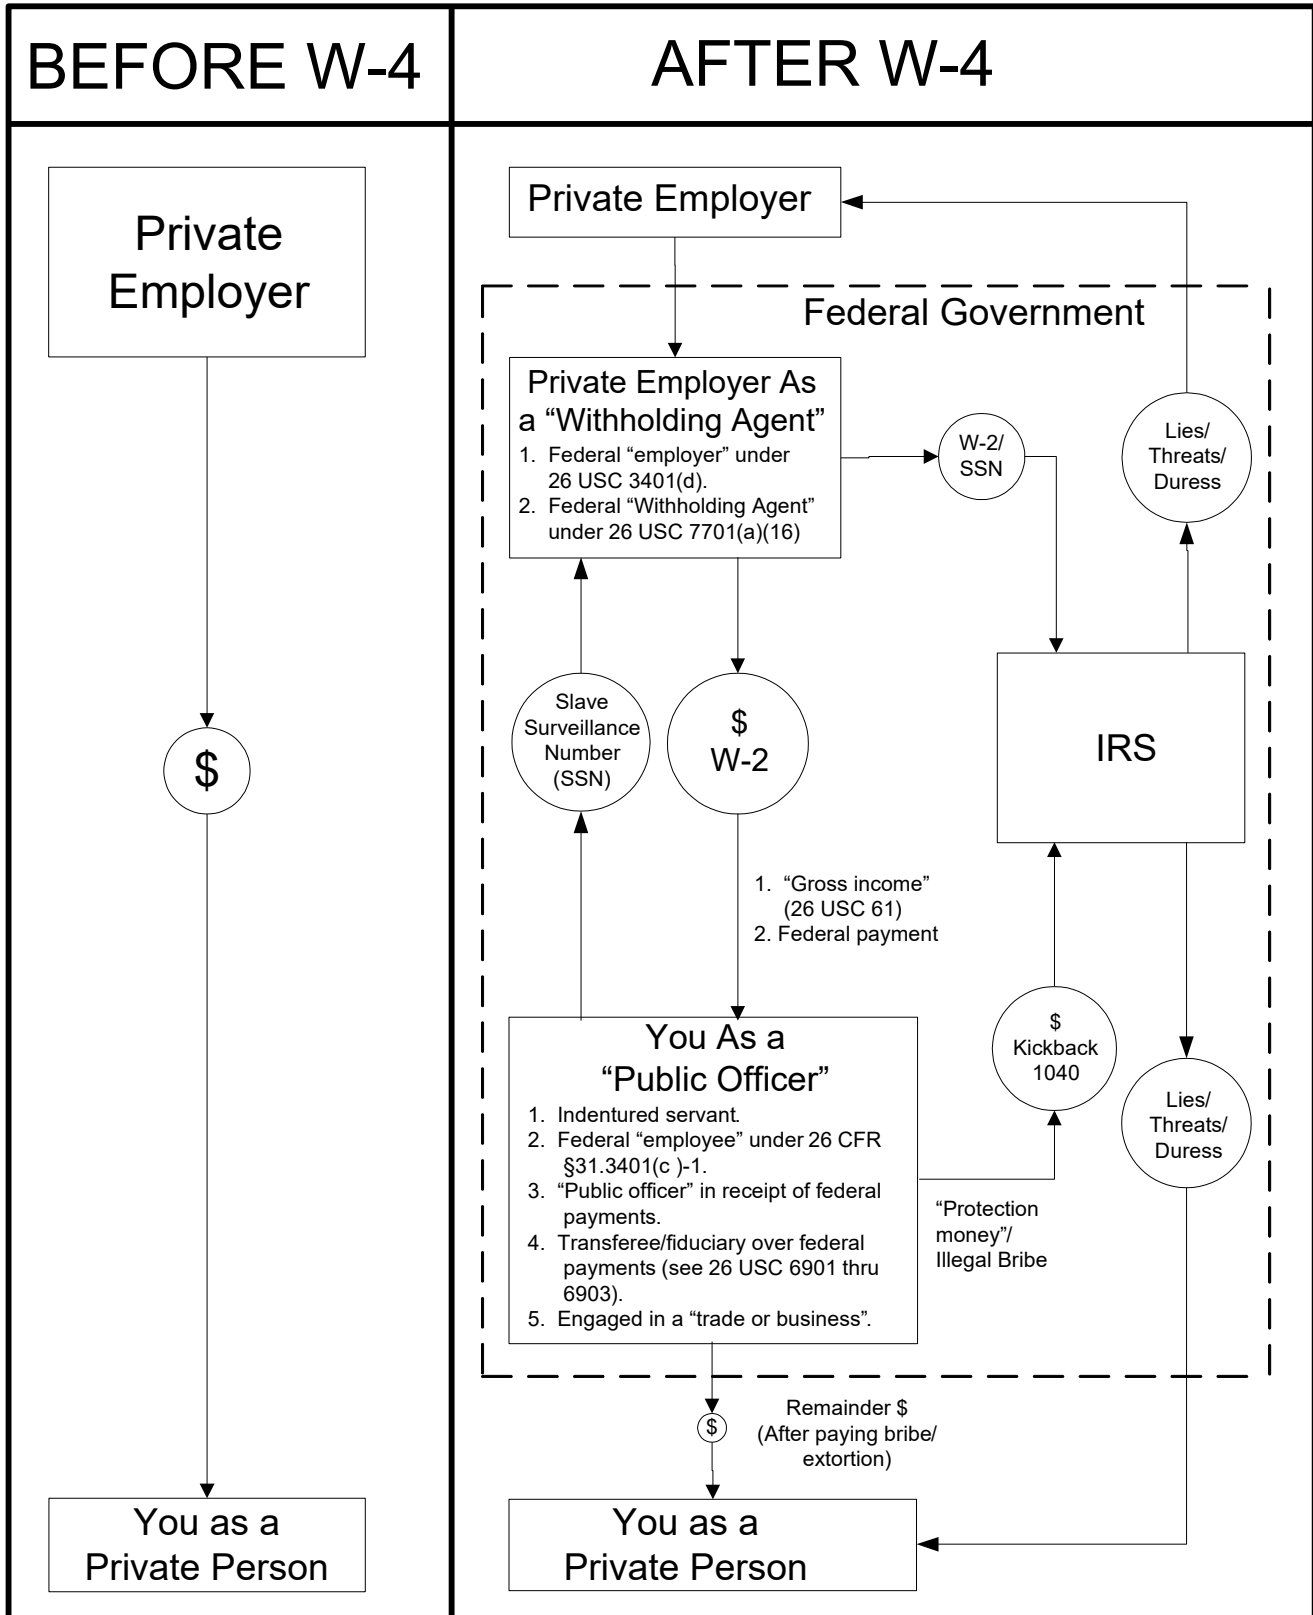 BEFORE W-4
AFTER W-4
Private
Employer
$
You as a
Private Person
Private Employer
Federal Government
Private Employer As
a “Withholding Agent”
1. Federal “employer” under
26 USC 3401(d).
2. Federal “Withholding Agent”
under 26 USC 7701(a)(16)
W-2/
SSN
Lies/
Threats/
Duress
Slave
Surveillance
Number
(SSN)
$
W-2
IRS
1. “Gross income”
(26 USC 61)
2. Federal payment
You As a
“Public Officer”
1. Indentured servant.
2. Federal “employee” under 26 CFR
§31.3401(c )-1.
3. “Public officer” in receipt of federal
payments.
4. Transferee/fiduciary over federal
payments (see 26 USC 6901 thru
6903).
5. Engaged in a “trade or business”.
$
Kickback
1040
Lies/
Threats/
Duress
“Protection
money”/
Illegal Bribe
$
Remainder $
(After paying bribe/
extortion)
You as a
Private Person